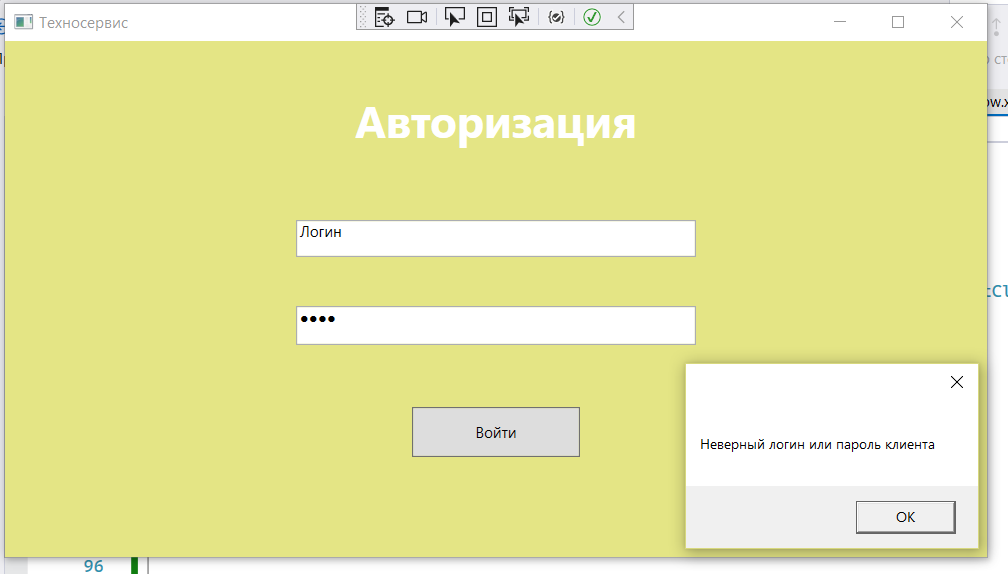 Техносервис
Авторизация
Логин
••••
Войти
Неверный логин или пароль клиента
OK
96